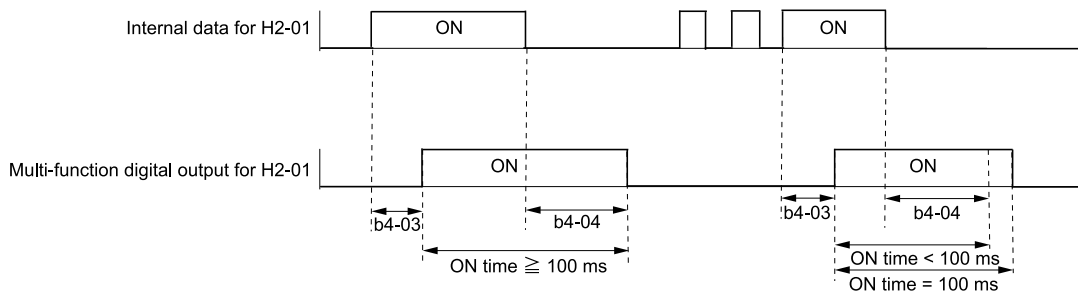 Internal data for H2-01
ON
ON
Multi-function digital output for H2-01
ON
ON
b4-03
b4-04
b4-03
b4-04
ON time ≧ 100 ms
ON time < 100 ms
ON time = 100 ms